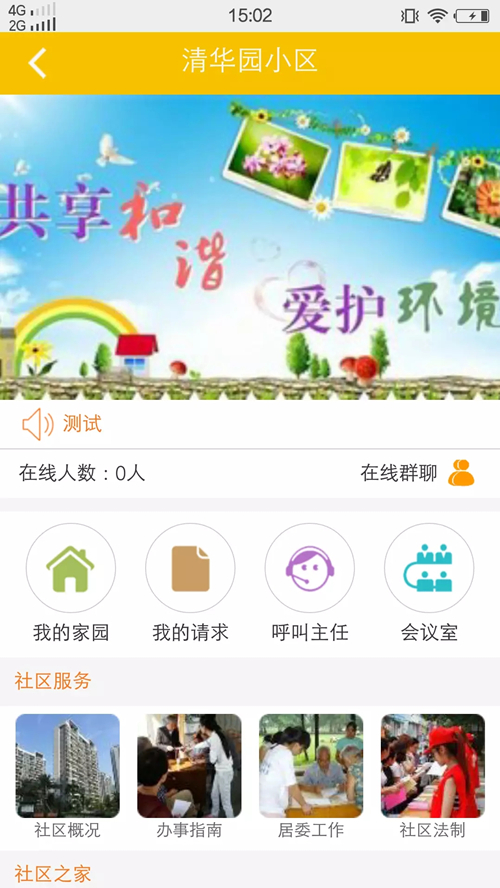 4G
2G
15:02
清华园小区
共享和谐
爱护环境
测试
在线人数：0人
在线群聊
我的家园
我的请求
呼叫主任
会议室
社区服务
社区概况
办事指南
居委工作
社区法制
社区之家